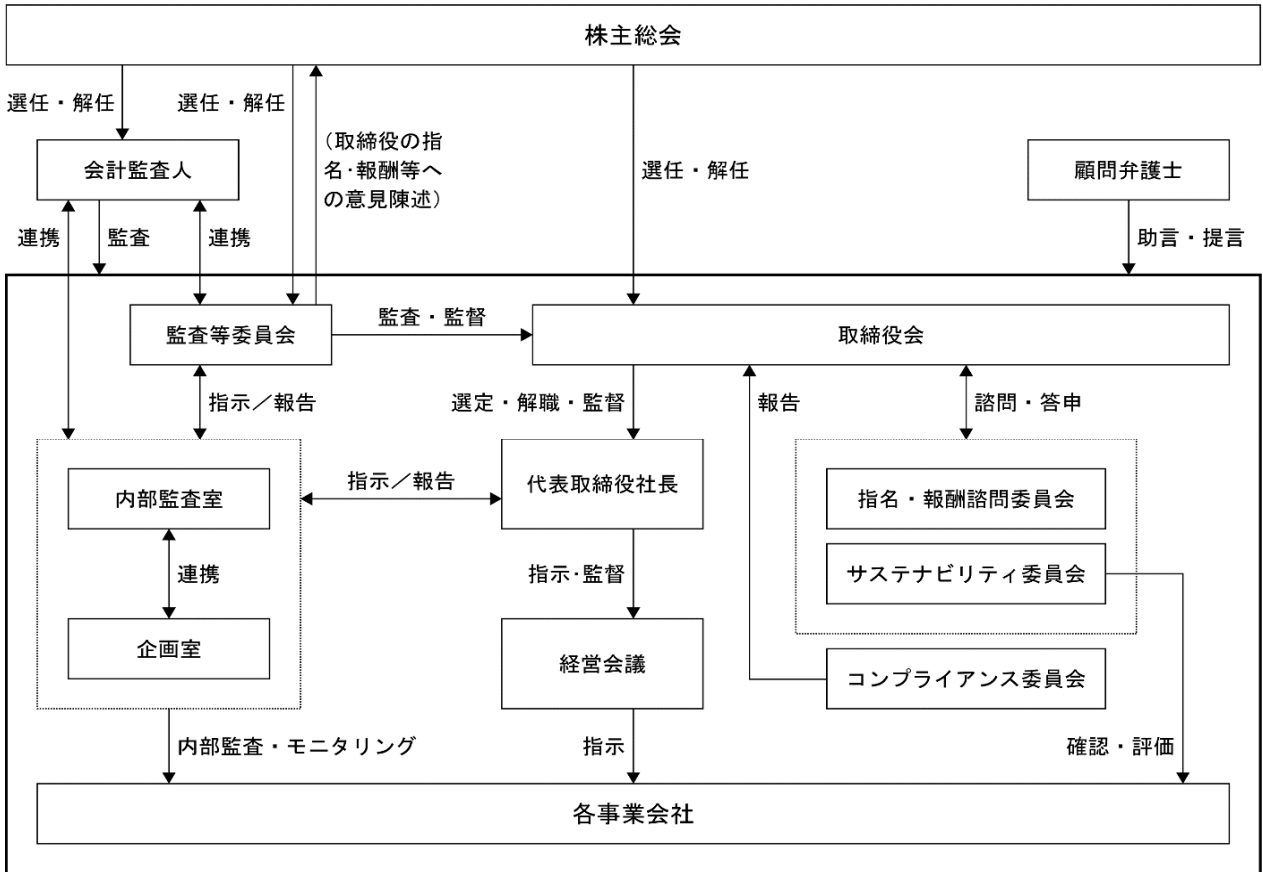 株主総会
選任・解任
選任・解任
（取締役の指
名・報酬等へ
の意見陳述）
選任・解任
会計監査人
顧問弁護士
連携
監査
連携
助言・提言
監査等委員会
監査・監督
取締役会
指示／報告
選定・解職・監督
報告
諮問・答申
内部監査室
指示／報告
代表取締役社長
指名・報酬諮問委員会
連携
指示・監督
サステナビリティ委員会
企画室
経営会議
コンプライアンス委員会
内部監査・モニタリング
指示
確認・評価
各事業会社